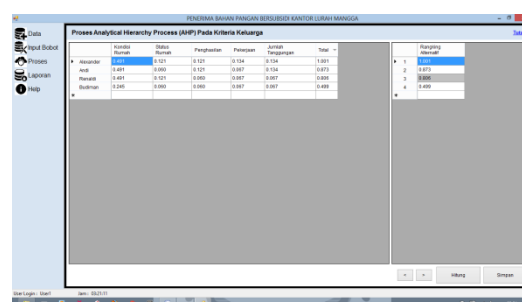 PENERIMA BAHAN PANGAN BERSUBSIDI KANTOR LURAH MANGGA
Data
Input Bobot
Proses
Laporan
Help
Proses Analytical Hierarchy Process (AHP) Pada Kriteria Keluarga
Kondisi Rumah Status Rumah Penghasilan Pekerjaan Jumlah Tanggungan Total
Alexander 0.491 0.121 0.121 0.134 0.134 1.001
Andi 0.491 0.060 0.121 0.067 0.134 0.873
Renaldi 0.491 0.121 0.060 0.067 0.067 0.806
Budiman 0.245 0.060 0.060 0.067 0.067 0.499
Rangking Alternatif
1 1.001
2 0.873
3 0.806
4 0.499
Hitung Simpan
User Login : User1 Jam :